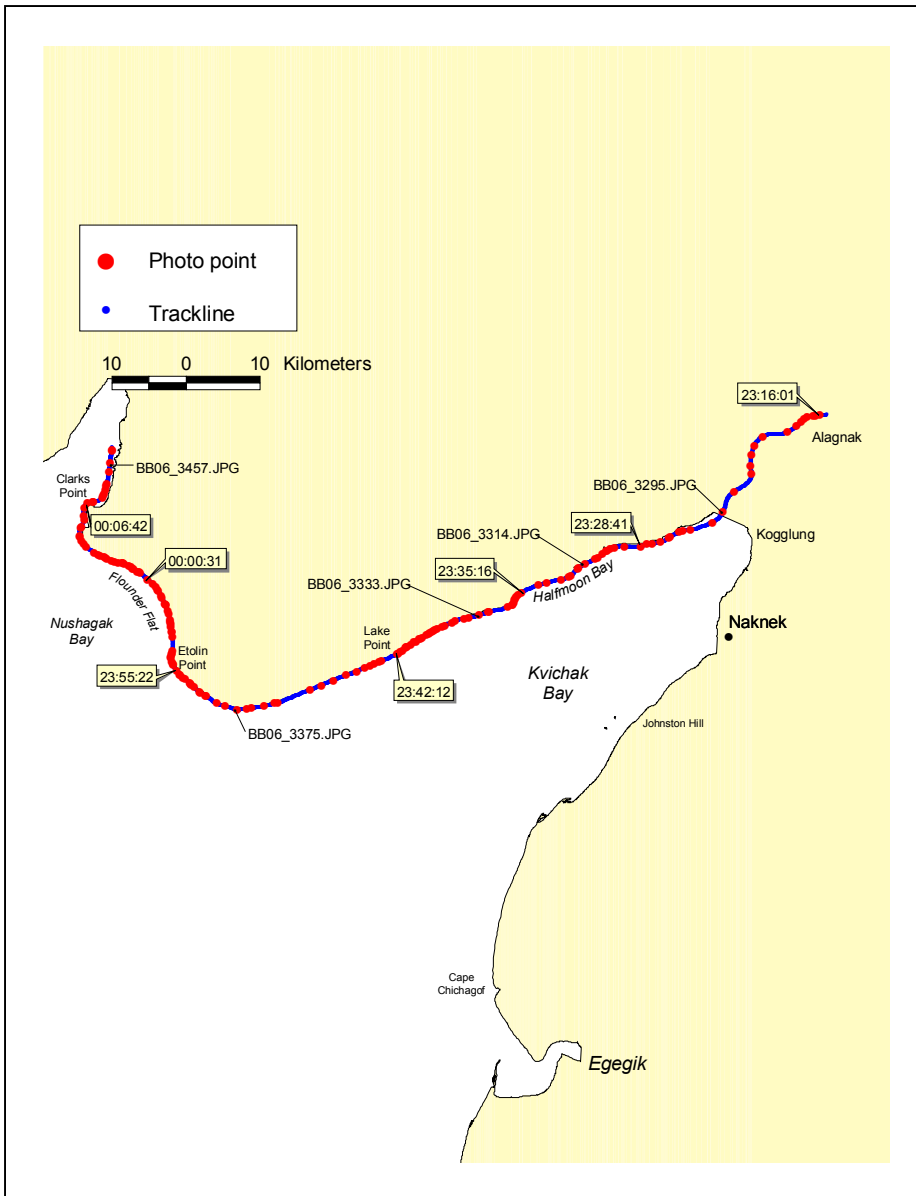 Photo point
Trackline
10 0 10 Kilometers
23:16:01
Alagnak
BB06_3457.JPG
Clarks
Point
BB06_3295.JPG
00:06:42
23:28:41
BB06_3314.JPG
Kogglung
00:00:31
23:35:16
BB06_3333.JPG
Halfmoon Bay
Flounder Flat
Nushagak
Bay
Naknek
Lake
Point
Etolin
Point
23:55:22
23:42:12
Kvichak
Bay
BB06_3375.JPG
Johnston Hill
Cape
Chichagof
Egegik